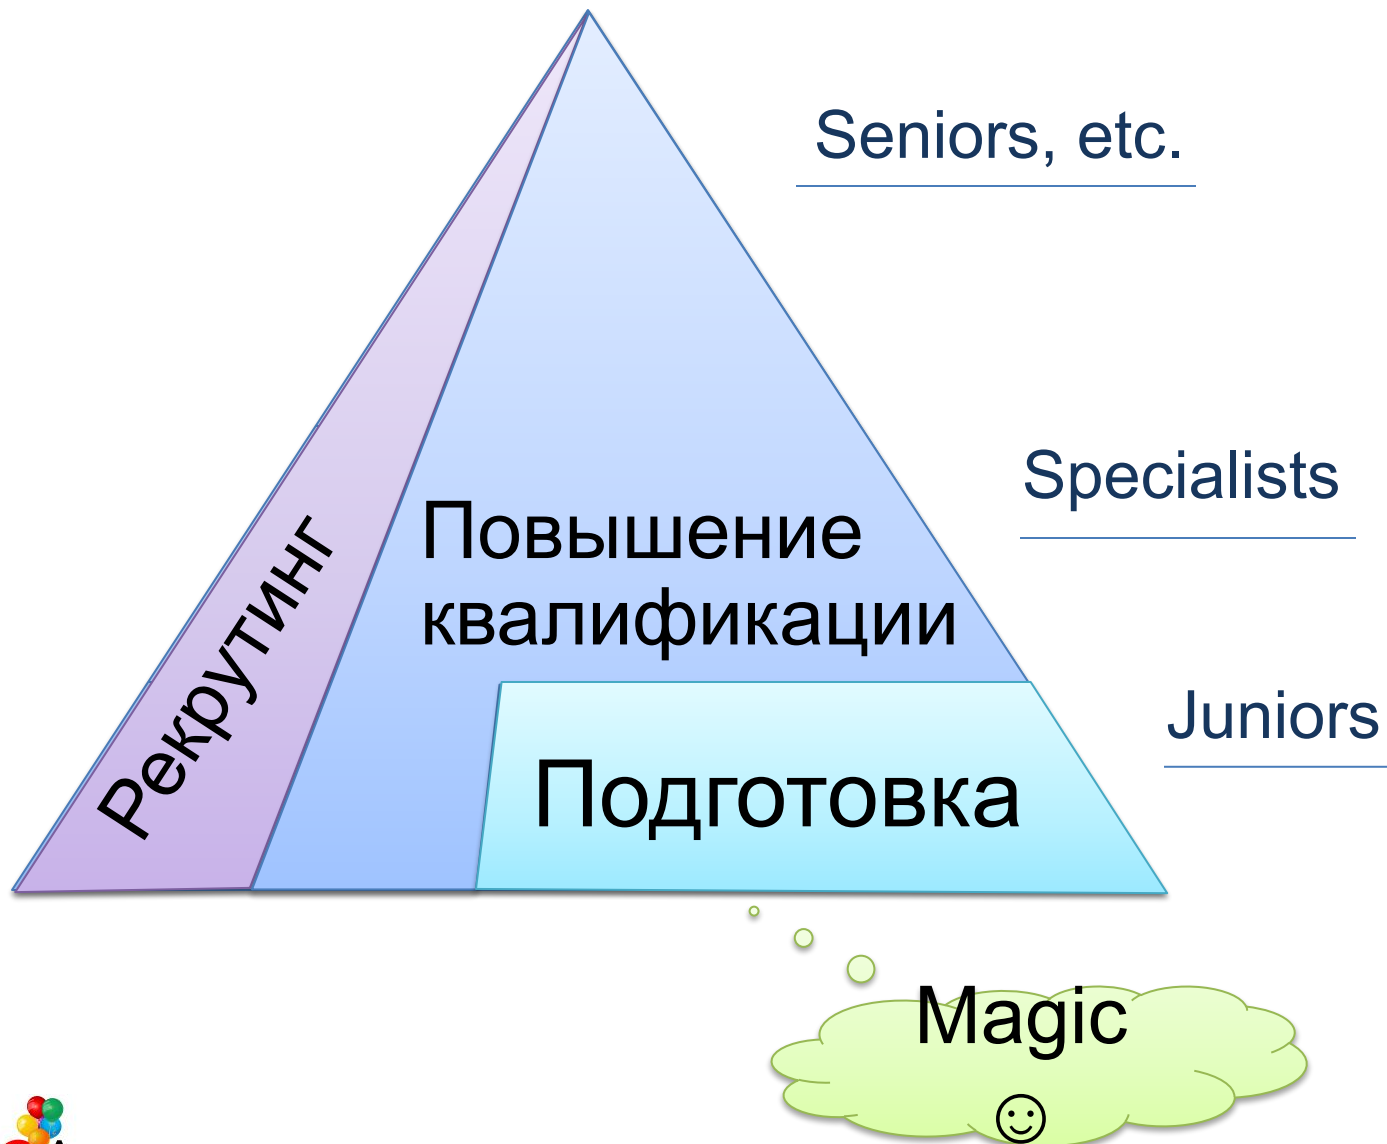 Seniors, etc.
Specialists
Повышение
квалификации
Рекрутинг
Juniors
Подготовка
Magic
☺